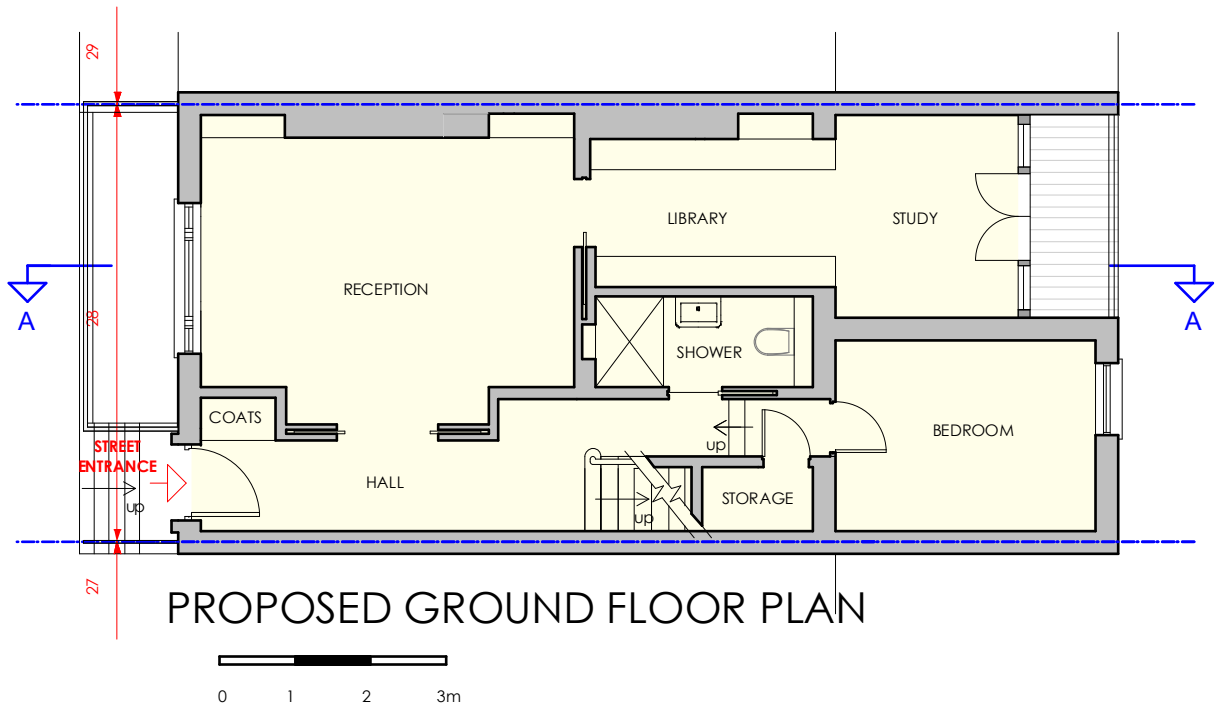 29
LIBRARY
STUDY
RECEPTION
A
A
28
SHOWER
COATS
STREET
ENTRANCE
up
up
BEDROOM
HALL
STORAGE
up
27
PROPOSED GROUND FLOOR PLAN
0 1 2 3m